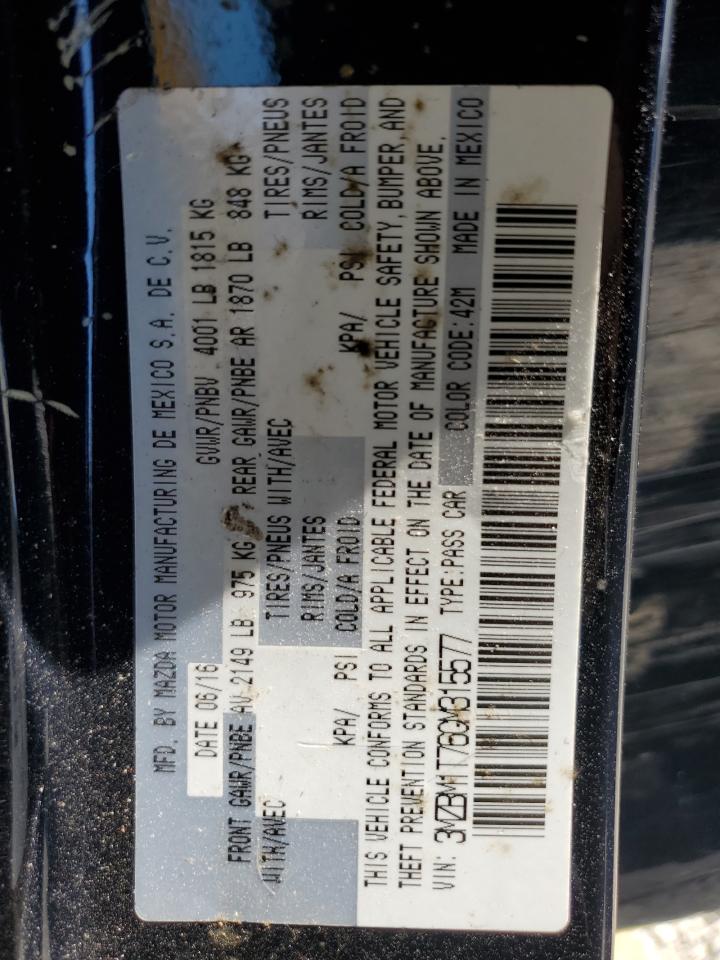 MFD. BY MAZDA MOTOR MANUFACTURING DE MEXICO S.A. DE C.V.
DATE 06/16 GVWR/PNBV 4001 LB 1815 KG
FRONT GAWR/PNBE AV 2149 LB 975 KG REAR GAWR/PNBE AR 1870 LB 848 KG
WITH/AVEC TIRES/PNEUS WITH/AVEC TIRES/PNEUS
RIMS/JANTES RIMS/JANTES
KPA/ PSI COLD/A FROID KPA/ PSI COLD/A FROID
THIS VEHICLE CONFORMS TO ALL APPLICABLE FEDERAL MOTOR VEHICLE SAFETY, BUMPER, AND
THEFT PREVENTION STANDARDS IN EFFECT ON THE DATE OF MANUFACTURE SHOWN ABOVE.
VIN: 3MZBM1T76GM315577 TYPE:PASS CAR COLOR CODE:42M MADE IN MEXICO